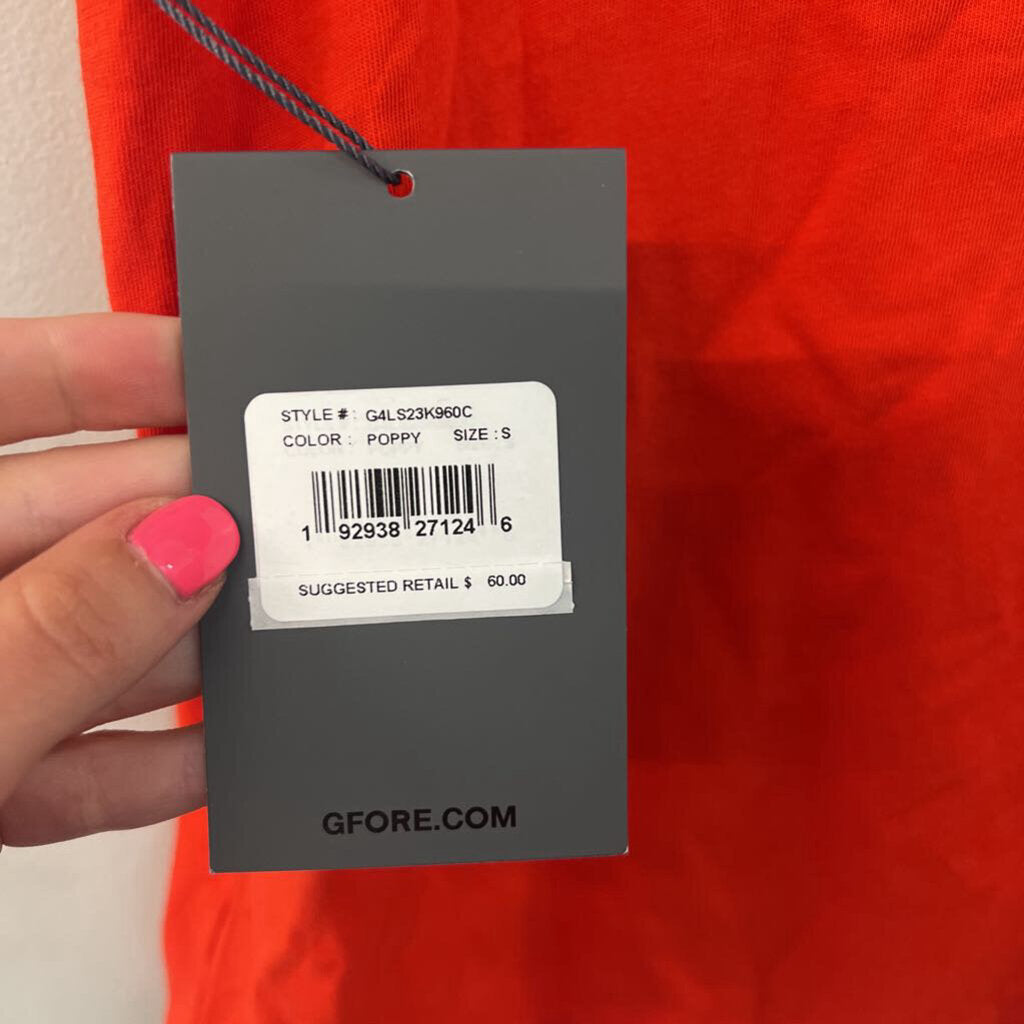 STYLE # : G4LS23K960C
COLOR : POPPY SIZE : S
1 92938 27124 6
SUGGESTED RETAIL $ 60.00
GFORE.COM